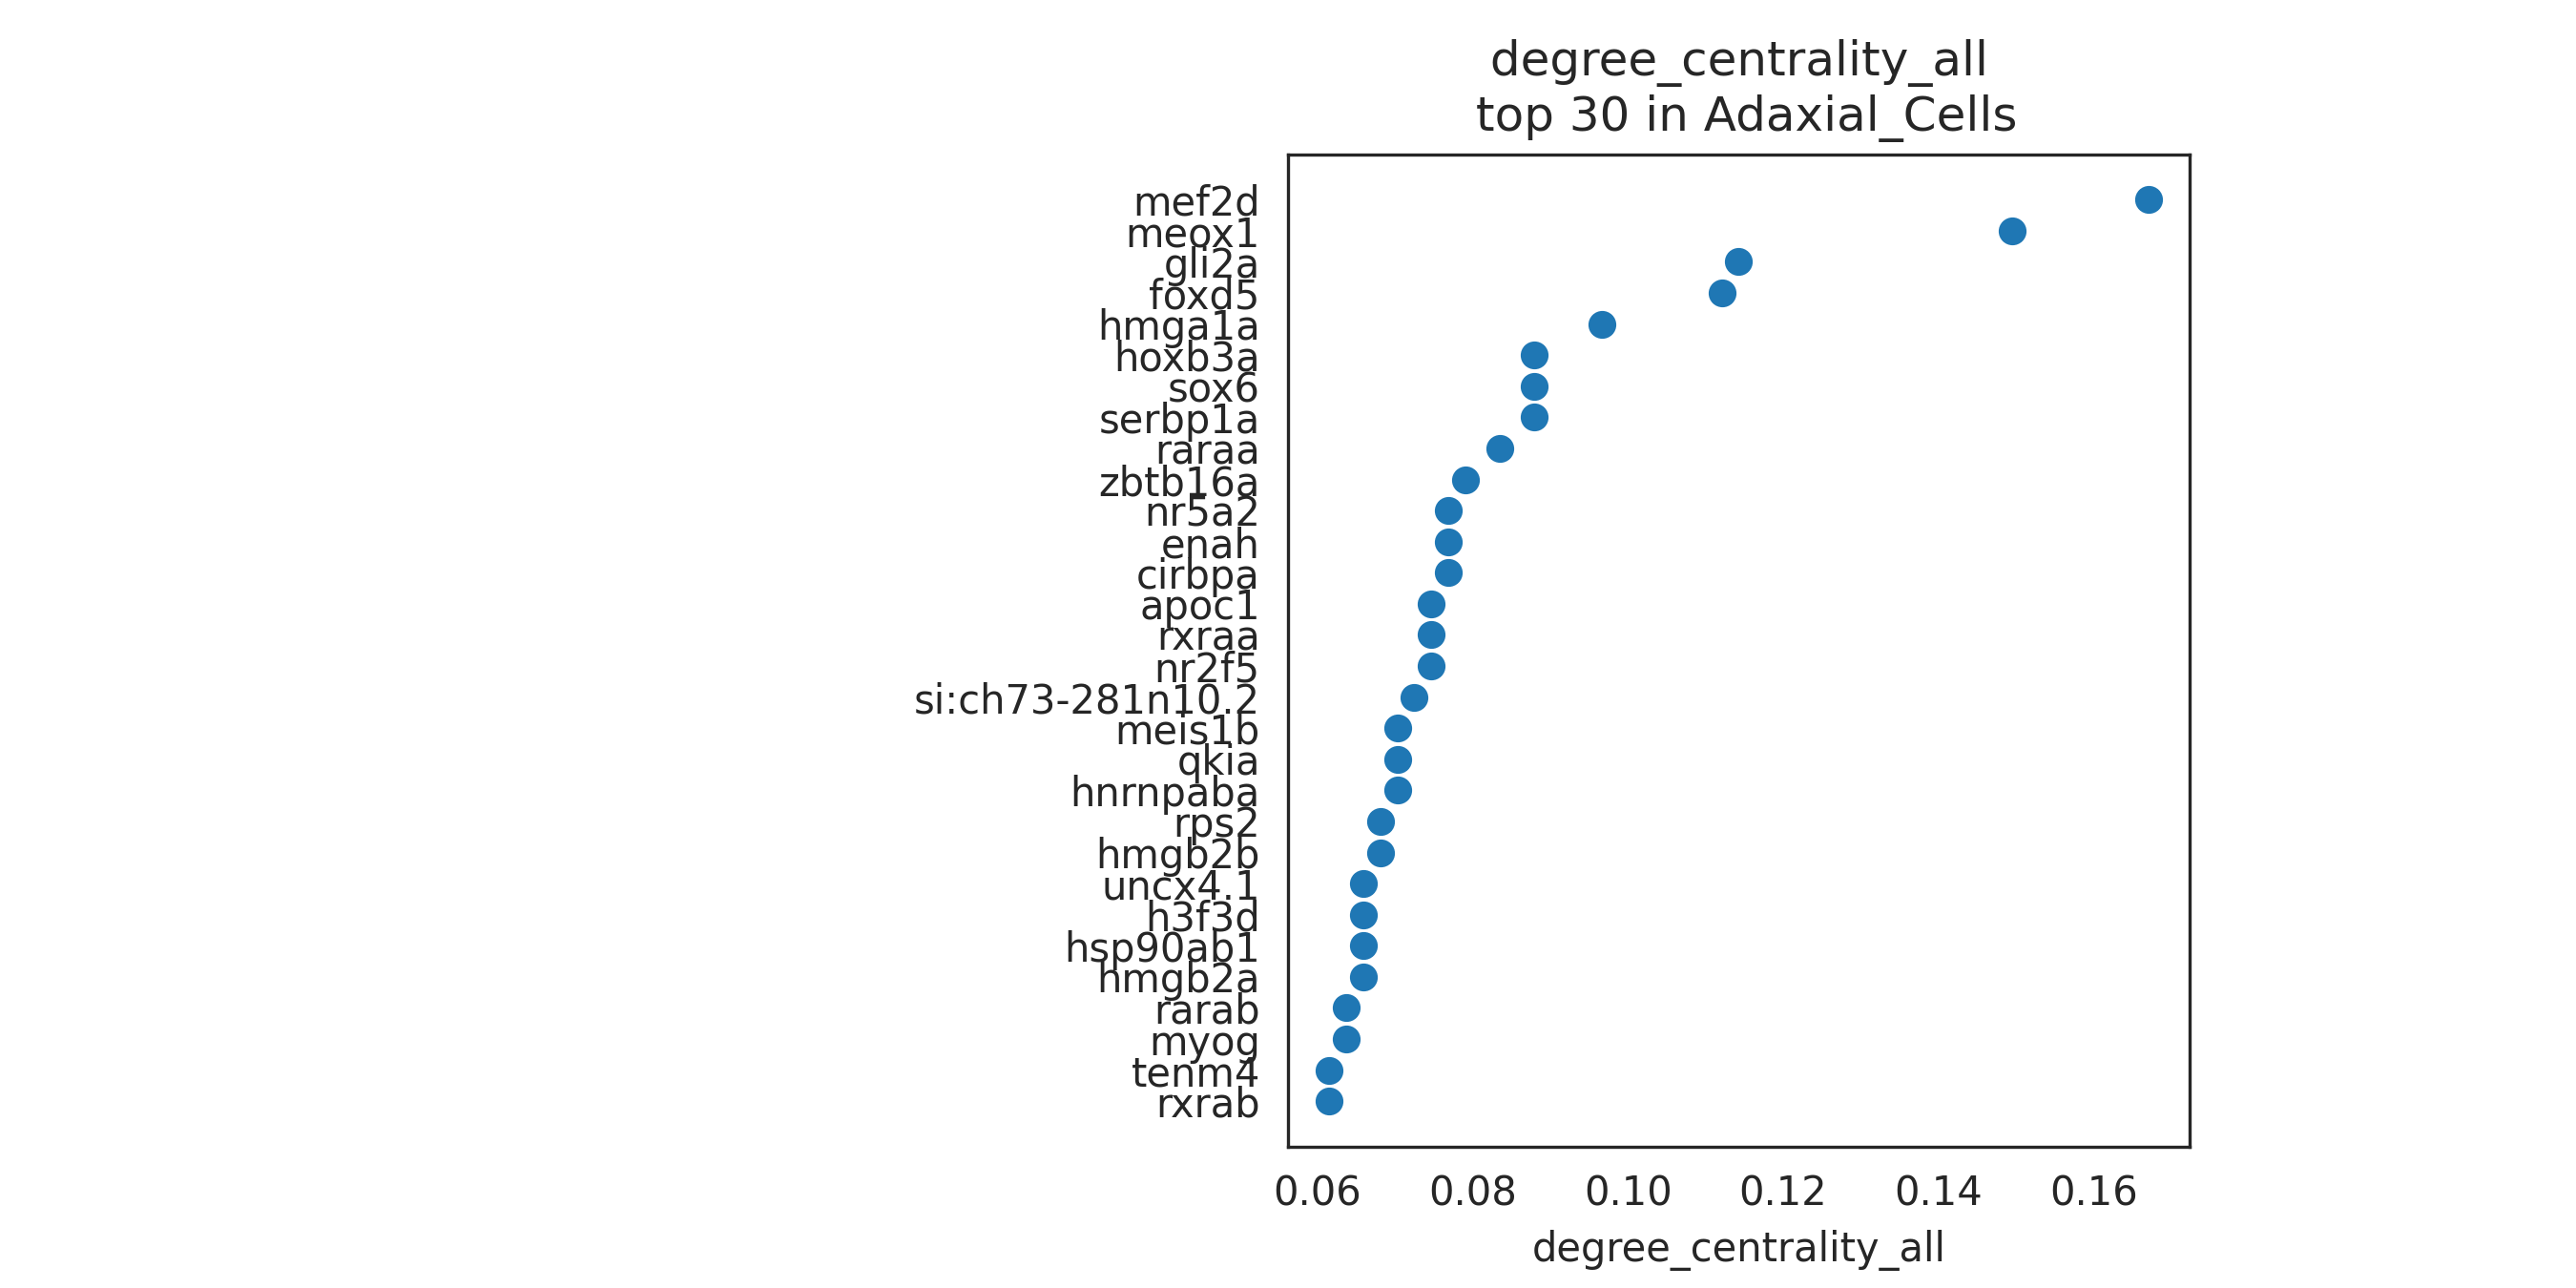 degree_centrality_all
top 30 in Adaxial_Cells
mef2d
meox1
gli2a
foxd5
hmga1a
hoxb3a
sox6
serbp1a
raraa
zbtb16a
nr5a2
enah
cirbpa
apoc1
rxraa
nr2f5
si:ch73-281n10.2
meis1b
qkia
hnrnpaba
rps2
hmgb2b
uncx4.1
h3f3d
hsp90ab1
hmgb2a
rarab
myog
tenm4
rxrab
0.06 0.08 0.10 0.12 0.14 0.16
degree_centrality_all